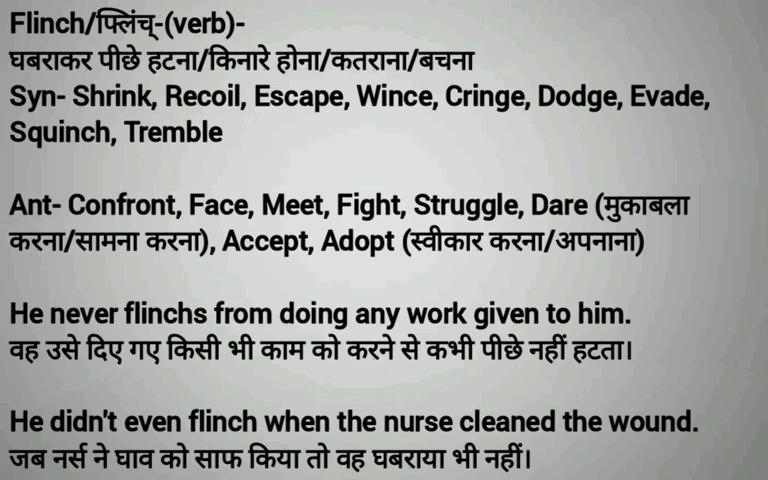 Flinch/फ्लिंच्-(verb)-
घबराकर पीछे हटना/किनारे होना/कतराना/बचना
Syn- Shrink, Recoil, Escape, Wince, Cringe, Dodge, Evade,
Squinch, Tremble
Ant- Confront, Face, Meet, Fight, Struggle, Dare (मुकाबला
करना/सामना करना), Accept, Adopt (स्वीकार करना/अपनाना)
He never flinchs from doing any work given to him.
वह उसे दिए गए किसी भी काम को करने से कभी पीछे नहीं हटता।
He didn't even flinch when the nurse cleaned the wound.
जब नर्स ने घाव को साफ किया तो वह घबराया भी नहीं।